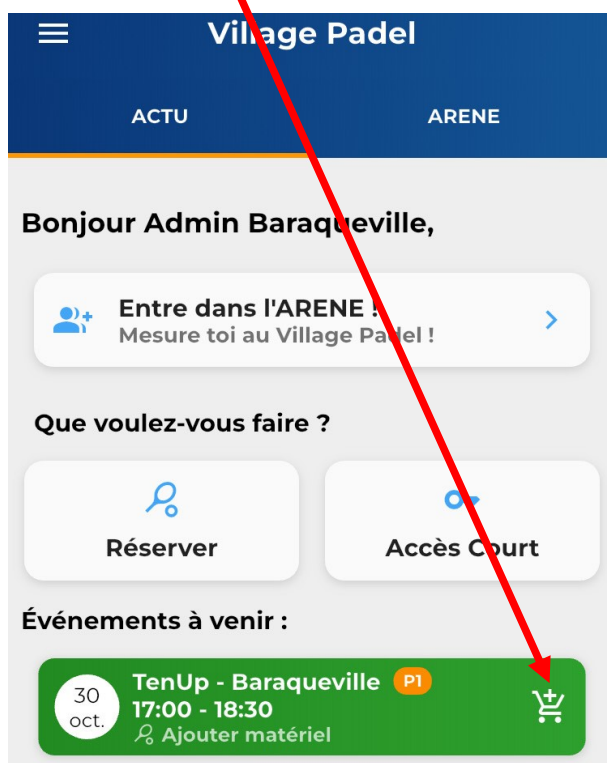 Village Padel
ACTU
ARENE
Bonjour Admin Baraqueville,
Entre dans l'ARENE !
Mesure toi au Village Padel !
Que voulez-vous faire ?
Réserver
Accès Court
Événements à venir :
30
oct.
TenUp - Baraqueville P1
17:00 - 18:30
Ajouter matériel